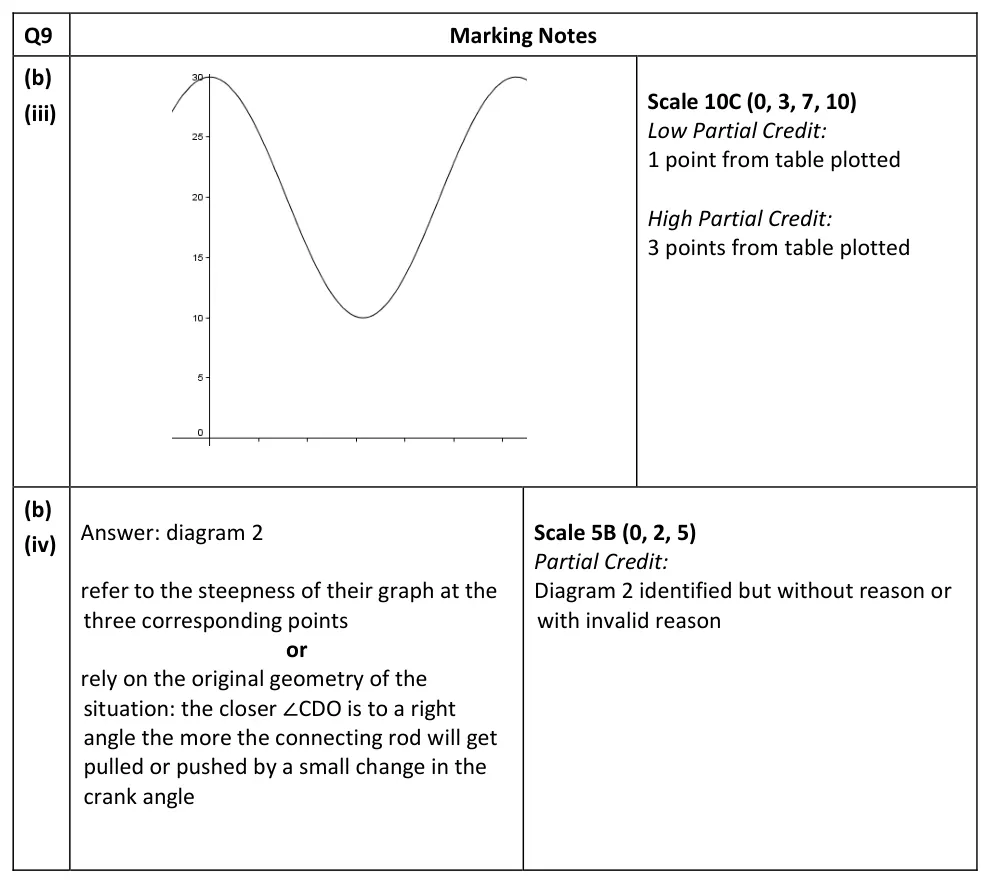 Q9
Marking Notes
(b)
(iii)
30
25
20
15
10
5
0
Scale 10C (0, 3, 7, 10)
Low Partial Credit:
1 point from table plotted
High Partial Credit:
3 points from table plotted
(b)
(iv)
Answer: diagram 2
refer to the steepness of their graph at the
three corresponding points
or
rely on the original geometry of the
situation: the closer ∠CDO is to a right
angle the more the connecting rod will get
pulled or pushed by a small change in the
crank angle
Scale 5B (0, 2, 5)
Partial Credit:
Diagram 2 identified but without reason or
with invalid reason